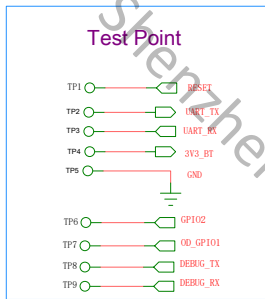 Shenzhen
Test Point
TP1 RESET
TP2 UART_TX
TP3 UART_RX
TP4 3V3_BT
TP5 GND
TP6 GPIO2
TP7 OD_GPIO1
TP8 DEBUG_TX
TP9 DEBUG_RX